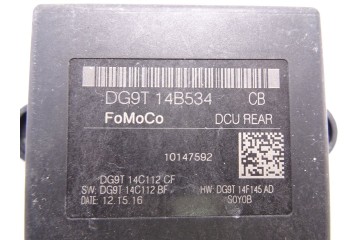 DG9T 14B534 CB
FoMoCo DCU REAR
10147592
DG9T 14C112 CF
SW: DG9T 14C112 BF HW: DG9T 14F145 AD
DATE: 12.15.16 S0Y0B